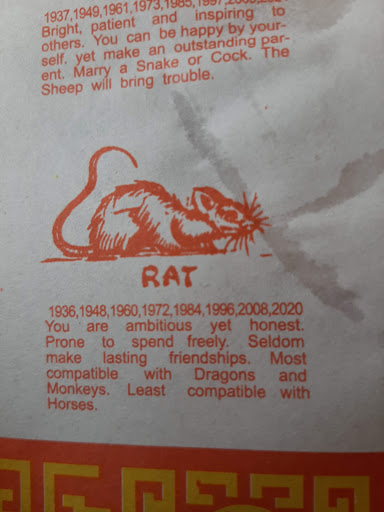 1937,1949,1961,1973,1985,1997,2009,202
Bright, patient and inspiring to
others. You can be happy by your-
self, yet make an outstanding par-
ent. Marry a Snake or Cock. The
Sheep will bring trouble.
RAT
1936,1948,1960,1972,1984,1996,2008,2020
You are ambitious yet honest.
Prone to spend freely. Seldom
make lasting friendships. Most
compatible with Dragons and
Monkeys. Least compatible with
Horses.